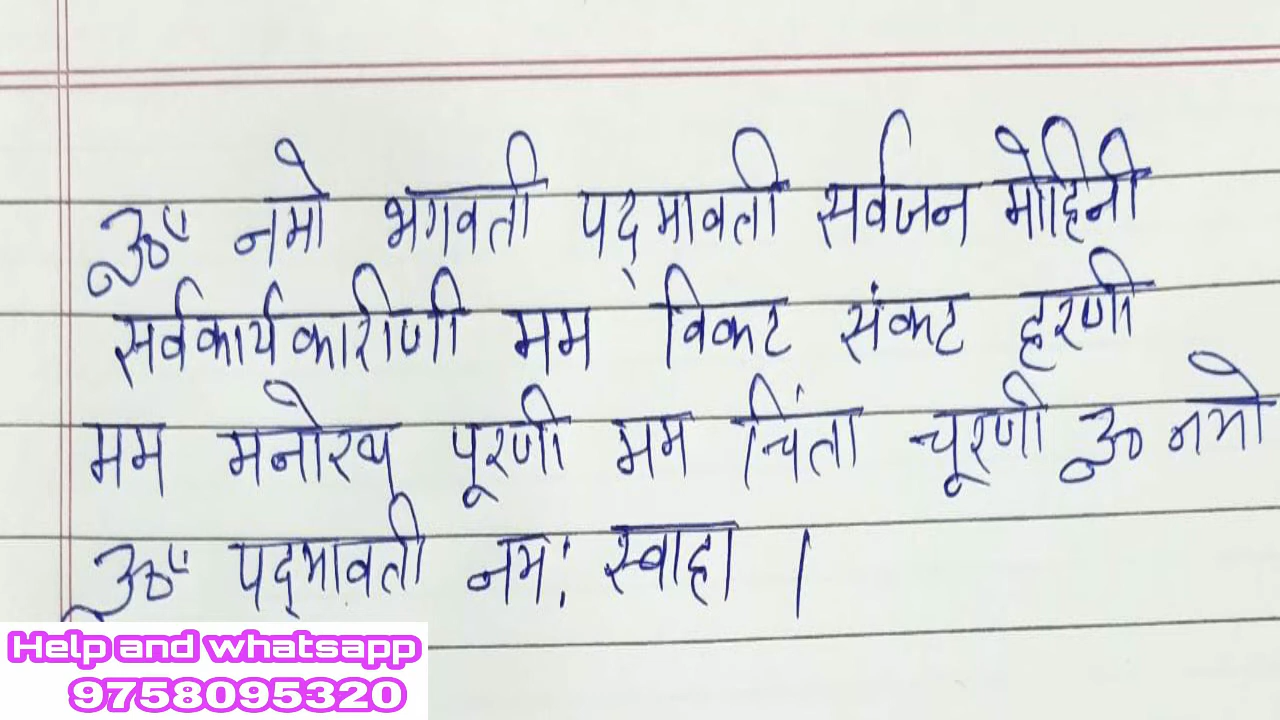 ॐ नमो भगवती पद्मावती सर्वजन मोहिनी
सर्वकार्यकारीणी मम विकट संकट हरणी
मम मनोरथ पूरणी मम चिंता चूरणी ॐ नमो
ॐ पद्मावती नमः स्वाहा ।
Help and whatsapp
9758095320